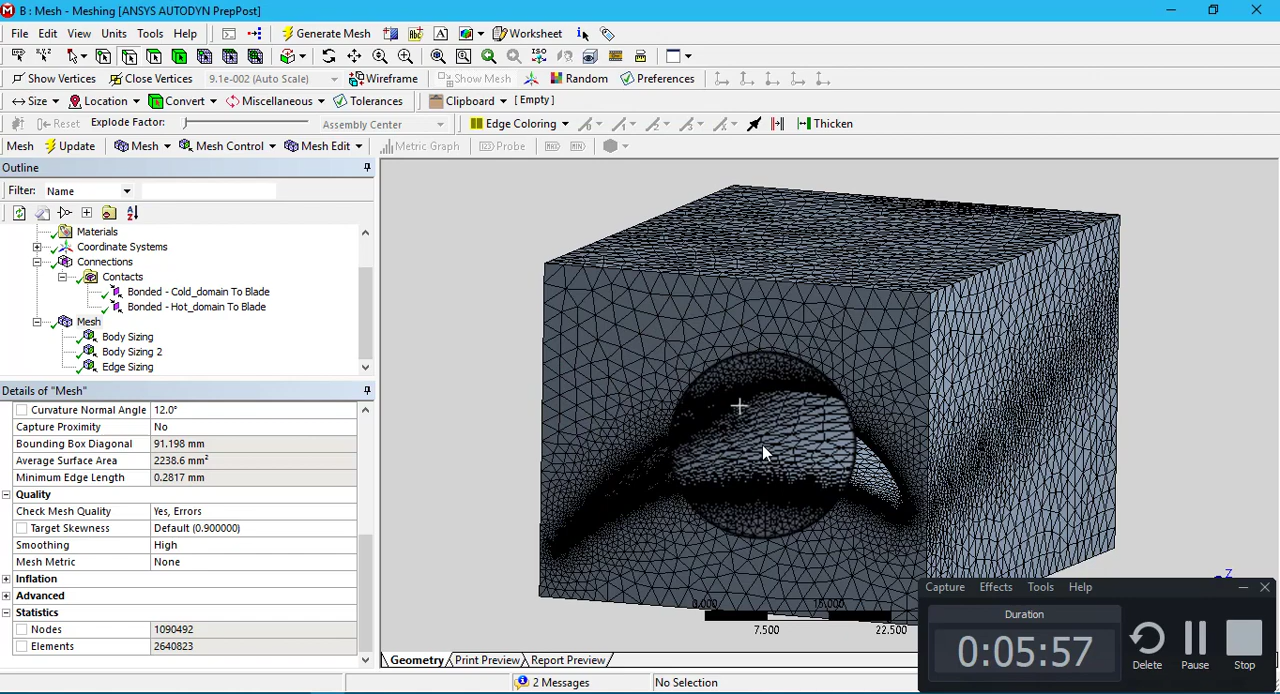 B : Mesh - Meshing [ANSYS AUTODYN PrepPost]
File Edit View Units Tools Help Generate Mesh Worksheet
Show Vertices Close Vertices 9.1e-002 (Auto Scale) Wireframe Show Mesh Random Preferences
Size Location Convert Miscellaneous Tolerances Clipboard [ Empty ]
Reset Explode Factor: Assembly Center Edge Coloring Thicken
Mesh Update Mesh Mesh Control Mesh Edit Metric Graph Probe
Outline
Filter: Name
Materials
Coordinate Systems
Connections
Contacts
Bonded - Cold_domain To Blade
Bonded - Hot_domain To Blade
Mesh
Body Sizing
Body Sizing 2
Edge Sizing
Details of "Mesh"
Curvature Normal Angle 12.0°
Capture Proximity No
Bounding Box Diagonal 91.198 mm
Average Surface Area 2238.6 mm²
Minimum Edge Length 0.2817 mm
Quality
Check Mesh Quality Yes, Errors
Target Skewness Default (0.900000)
Smoothing High
Mesh Metric None
Inflation
Advanced
Statistics
Nodes 1090492
Elements 2640823
0.000 15.000
7.500 22.500
Z
Geometry Print Preview Report Preview
2 Messages No Selection
Capture Effects Tools Help
Duration
0:05:57
Delete Pause Stop